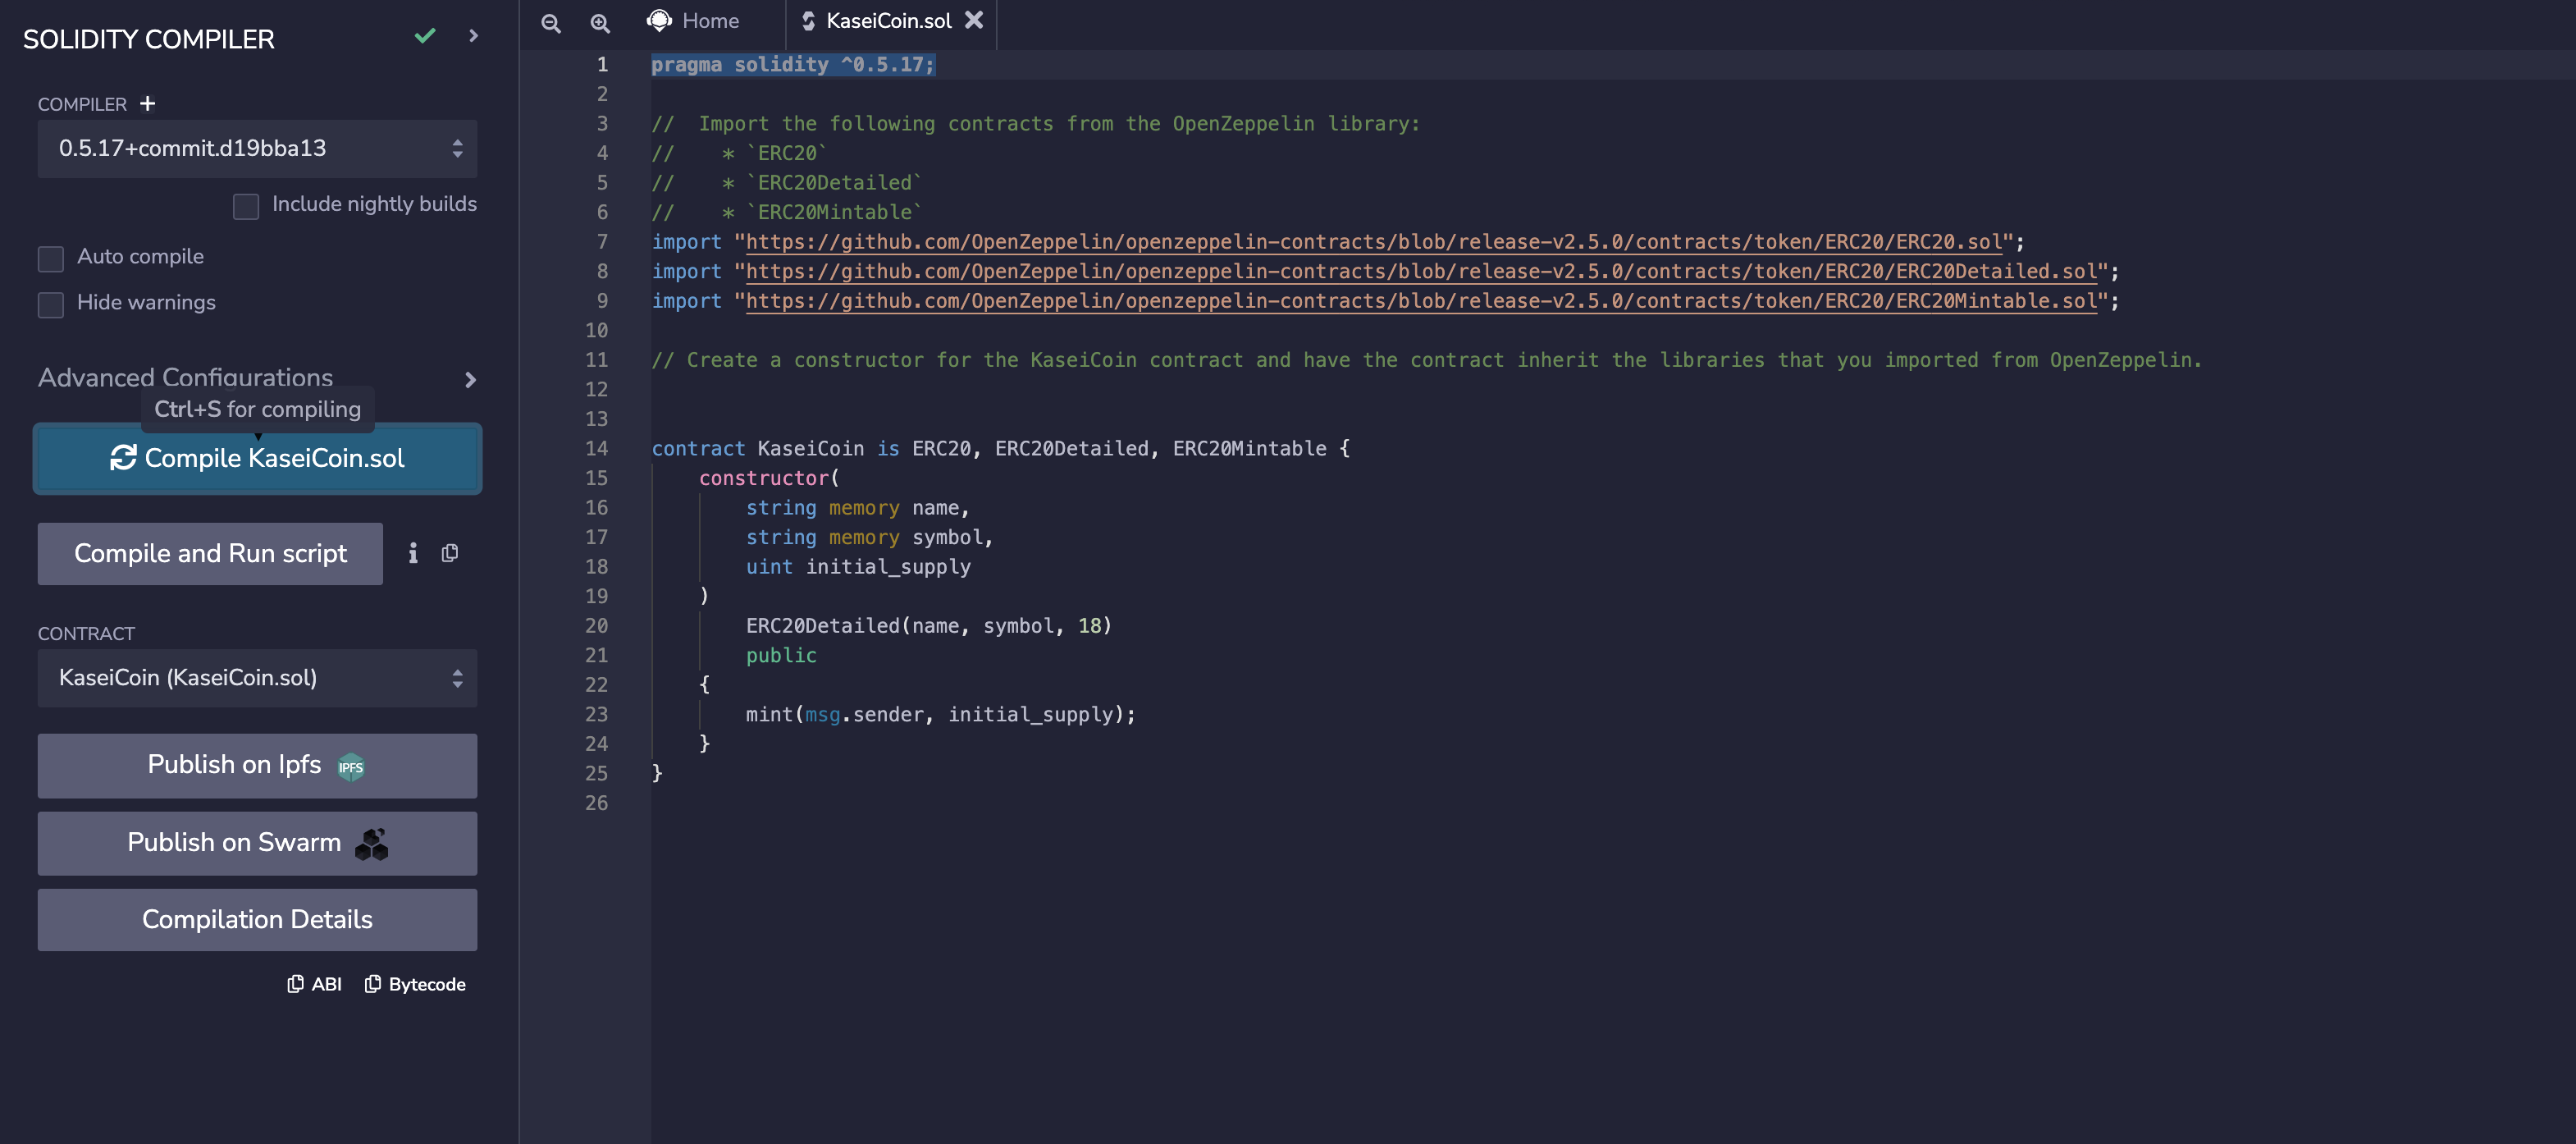 SOLIDITY COMPILER
COMPILER +
0.5.17+commit.d19bba13
Include nightly builds
Auto compile
Hide warnings
Advanced Configurations
Ctrl+S for compiling
Compile KaseiCoin.sol
Compile and Run script
CONTRACT
KaseiCoin (KaseiCoin.sol)
Publish on Ipfs IPFS
Publish on Swarm
Compilation Details
ABI Bytecode
Home KaseiCoin.sol
1 pragma solidity ^0.5.17;
2
3 //  Import the following contracts from the OpenZeppelin library:
4 //    * `ERC20`
5 //    * `ERC20Detailed`
6 //    * `ERC20Mintable`
7 import "https://github.com/OpenZeppelin/openzeppelin-contracts/blob/release-v2.5.0/contracts/token/ERC20/ERC20.sol";
8 import "https://github.com/OpenZeppelin/openzeppelin-contracts/blob/release-v2.5.0/contracts/token/ERC20/ERC20Detailed.sol";
9 import "https://github.com/OpenZeppelin/openzeppelin-contracts/blob/release-v2.5.0/contracts/token/ERC20/ERC20Mintable.sol";
10
11 // Create a constructor for the KaseiCoin contract and have the contract inherit the libraries that you imported from OpenZeppelin.
12
13
14 contract KaseiCoin is ERC20, ERC20Detailed, ERC20Mintable {
15     constructor(
16         string memory name,
17         string memory symbol,
18         uint initial_supply
19     )
20         ERC20Detailed(name, symbol, 18)
21         public
22     {
23         mint(msg.sender, initial_supply);
24     }
25 }
26